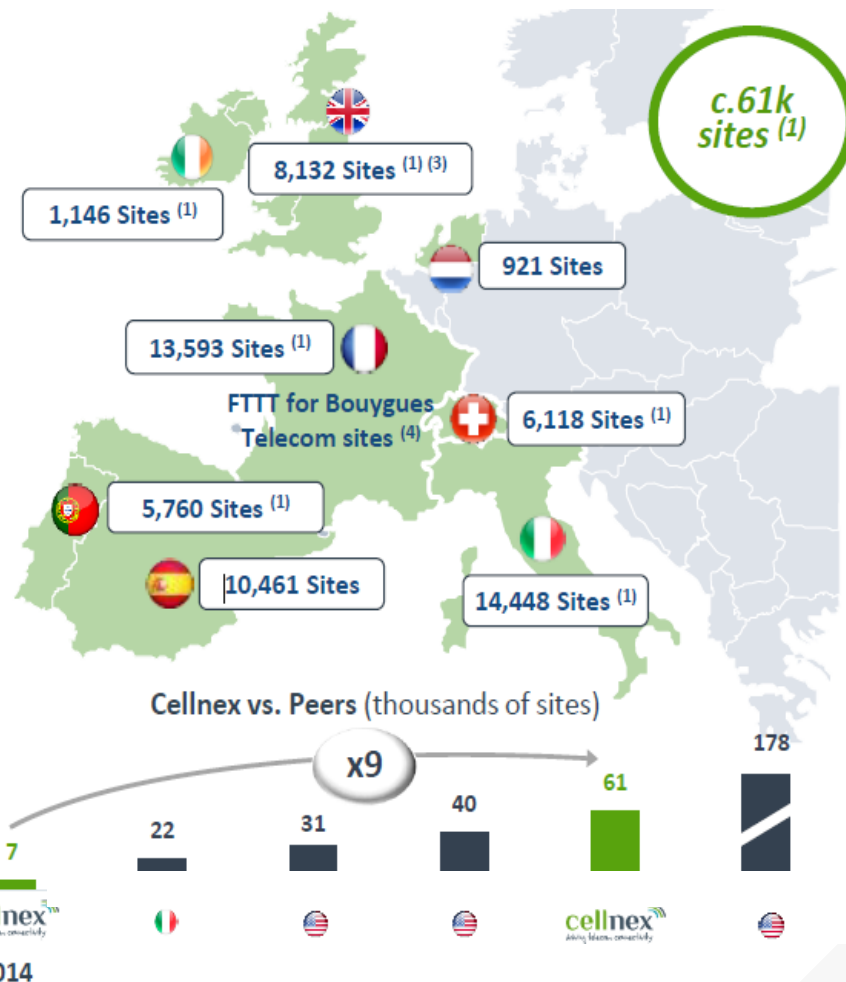 c.61k
sites (1)
8,132 Sites (1) (3)
1,146 Sites (1)
921 Sites
13,593 Sites (1)
FTTT for Bouygues
Telecom sites (4)
6,118 Sites (1)
5,760 Sites (1)
10,461 Sites
14,448 Sites (1)
Cellnex vs. Peers (thousands of sites)
x9
7
22
31
40
61
178
nex
cellnex
driving telecom connectivity
014